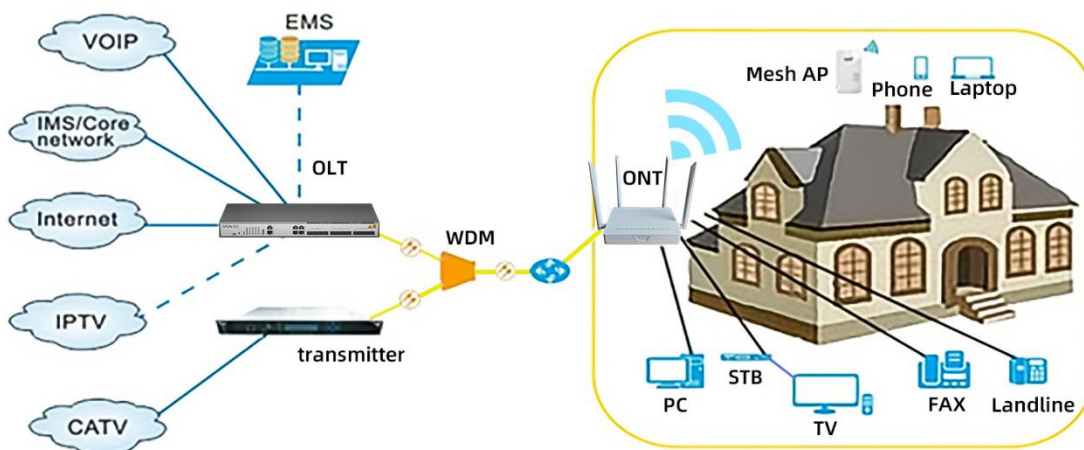 VOIP
EMS
IMS/Core
network
OLT
Internet
IPTV
CATV
transmitter
WDM
ONT
Mesh AP
Phone
Laptop
PC
STB
TV
FAX
Landline